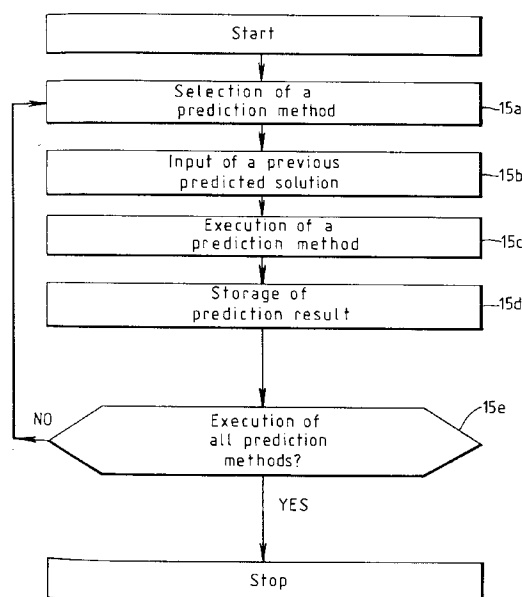 Start
Selection of a
prediction method
15a
Input of a previous
predicted solution
15b
Execution of a
prediction method
15c
Storage of
prediction result
15d
15e
NO
Execution of
all prediction
methods?
YES
Stop